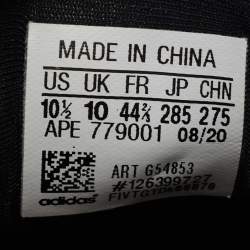 MADE IN CHINA
US UK FR JP CHN
10½ 10 44⅔ 285 275
APE 779001 08/20
ART G54853
#126399727
adidas